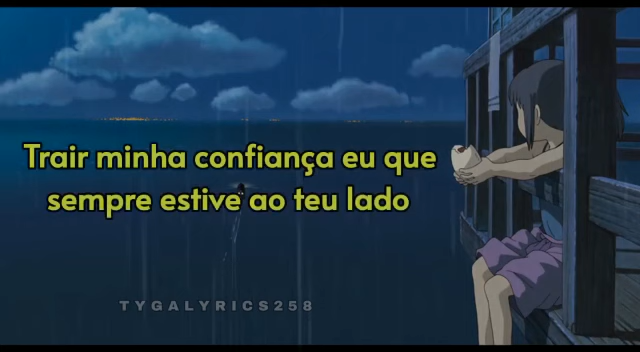 Trair minha confiança eu que
sempre estive ao teu lado
TYGALYRICS258